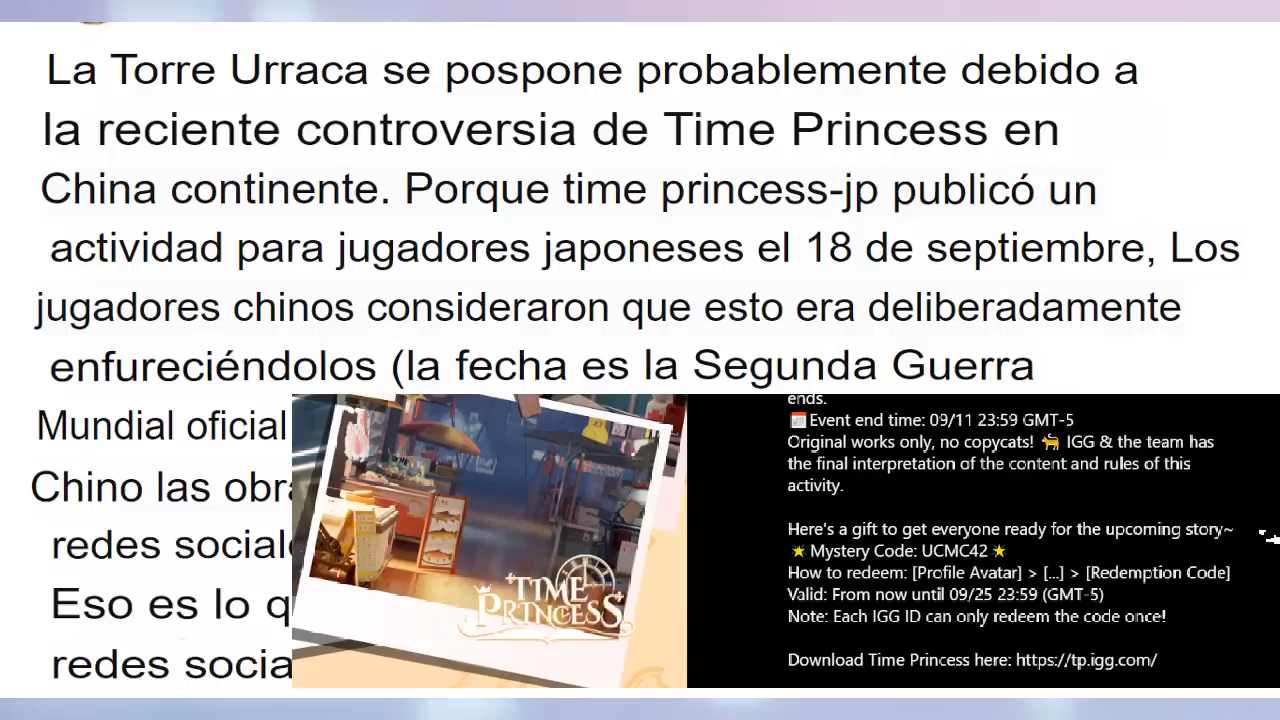 La Torre Urraca se pospone probablemente debido a
la reciente controversia de Time Princess en
China continente. Porque time princess-jp publicó un
actividad para jugadores japoneses el 18 de septiembre, Los
jugadores chinos consideraron que esto era deliberadamente
enfureciéndolos (la fecha es la Segunda Guerra
Mundial oficial
Chino las
redes
Eso es lo
redes
TIME
PRINCESS
ends.
Event end time: 09/11 23:59 GMT-5
Original works only, no copycats! 🐈 IGG & the team has
the final interpretation of the content and rules of this
activity.
Here's a gift to get everyone ready for the upcoming story~
🌟 Mystery Code: UCMC42 🌟
How to redeem: [Profile Avatar] > [...] > [Redemption Code]
Valid: From now until 09/25 23:59 (GMT-5)
Note: Each IGG ID can only redeem the code once!
Download Time Princess here: https://tp.igg.com/